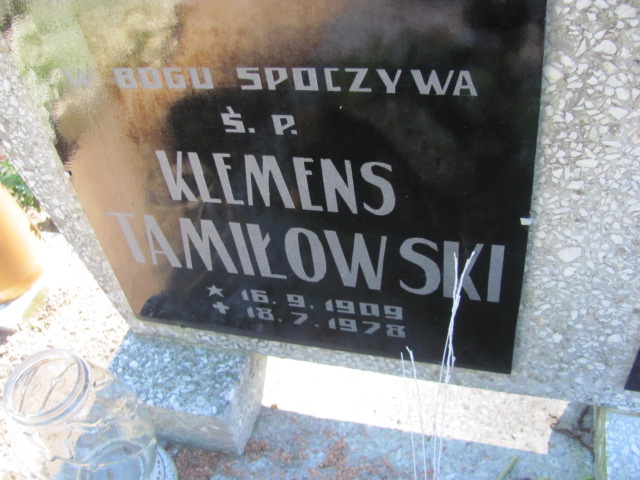 W BOGU SPOCZYWA
Ś. P.
KLEMENS
TAMIŁOWSKI
★ 16. 9. 1909
✝ 18. 7. 1978